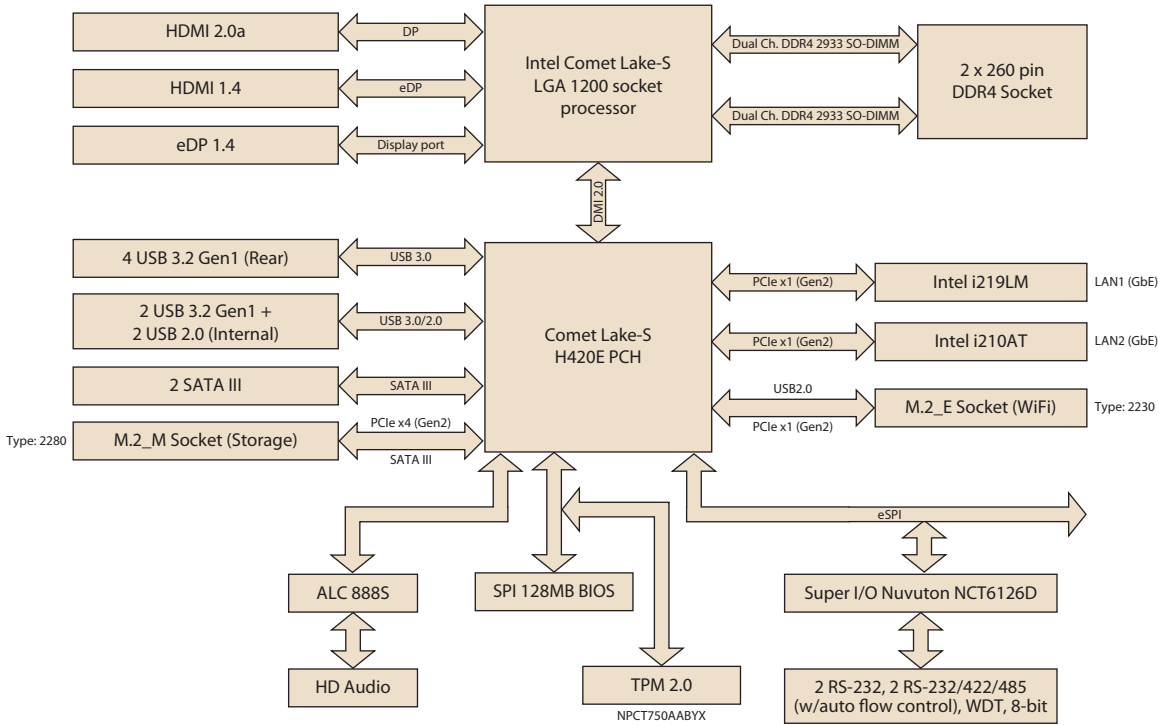 HDMI 2.0a
DP
HDMI 1.4
eDP
eDP 1.4
Display port
Intel Comet Lake-S
LGA 1200 socket
processor
Dual Ch. DDR4 2933 SO-DIMM
Dual Ch. DDR4 2933 SO-DIMM
2 x 260 pin
DDR4 Socket
DMI 2.0
4 USB 3.2 Gen1 (Rear)
USB 3.0
2 USB 3.2 Gen1 +
2 USB 2.0 (Internal)
USB 3.0/2.0
2 SATA III
SATA III
Type: 2280
M.2_M Socket (Storage)
PCIe x4 (Gen2)
SATA III
Comet Lake-S
H420E PCH
PCIe x1 (Gen2)
Intel i219LM
LAN1 (GbE)
PCIe x1 (Gen2)
Intel i210AT
LAN2 (GbE)
USB2.0
PCIe x1 (Gen2)
M.2_E Socket (WiFi)
Type: 2230
eSPI
ALC 888S
HD Audio
SPI 128MB BIOS
TPM 2.0
NPCT750AABYX
Super I/O Nuvuton NCT6126D
2 RS-232, 2 RS-232/422/485
(w/auto flow control), WDT, 8-bit